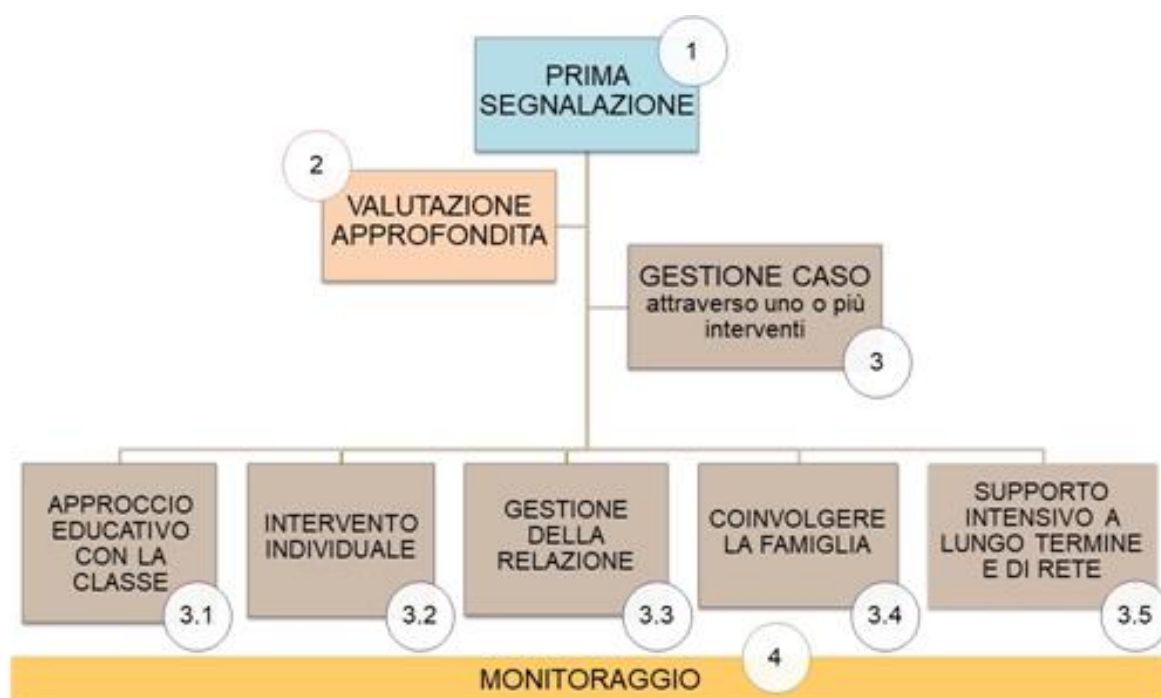 1
PRIMA
SEGNALAZIONE
2
VALUTAZIONE
APPROFONDITA
GESTIONE CASO
attraverso uno o più
interventi
3
APPROCCIO
EDUCATIVO
CON LA
CLASSE
3.1
INTERVENTO
INDIVIDUALE
3.2
GESTIONE
DELLA
RELAZIONE
3.3
COINVOLGERE
LA FAMIGLIA
3.4
SUPPORTO
INTENSIVO A
LUNGO TERMINE
E DI RETE
3.5
4
MONITORAGGIO